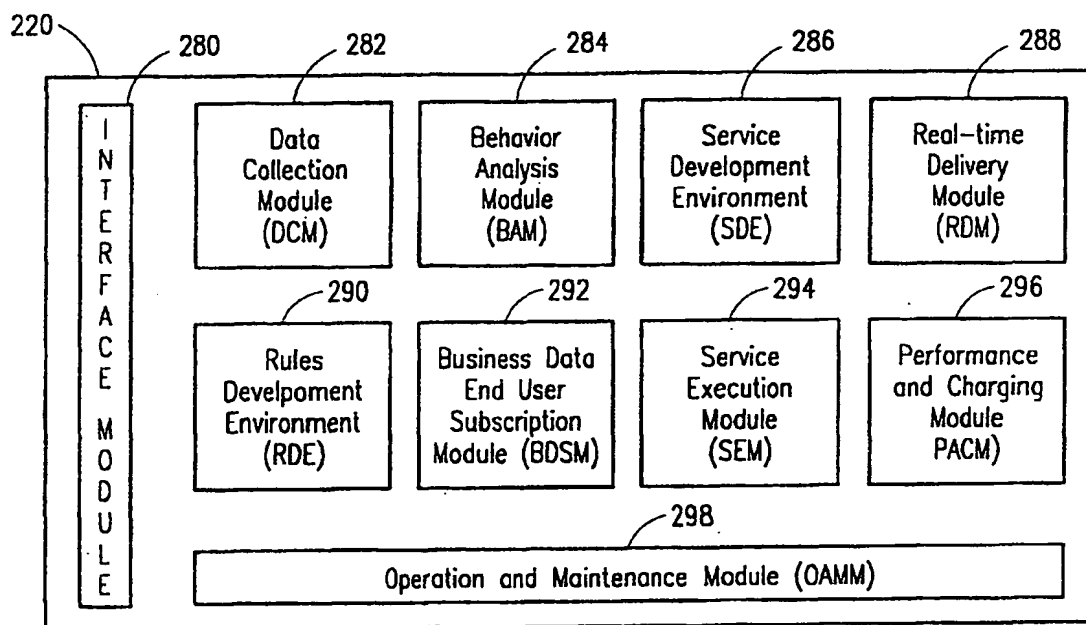 220
280
282
284
286
288
INTERFACE MODULE
Data
Collection
Module
(DCM)
Behavior
Analysis
Module
(BAM)
Service
Development
Environment
(SDE)
Real-time
Delivery
Module
(RDM)
290
292
294
296
Rules
Develpoment
Environment
(RDE)
Business Data
End User
Subscription
Module (BDSM)
Service
Execution
Module
(SEM)
Performance
and Charging
Module
PACM)
298
Operation and Maintenance Module (OAMM)